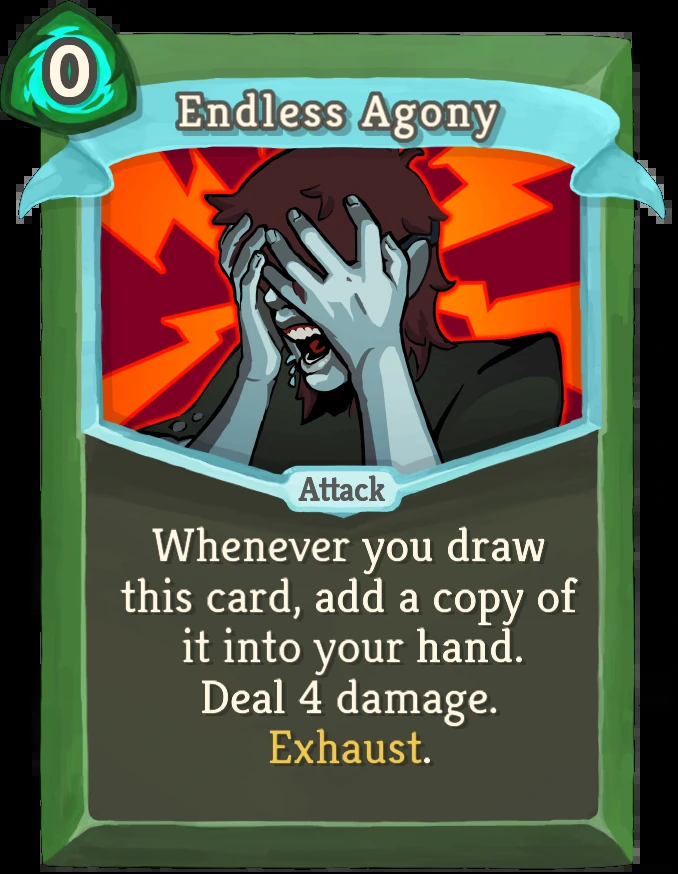 0
Endless Agony
Attack
Whenever you draw
this card, add a copy of
it into your hand.
Deal 4 damage.
Exhaust.